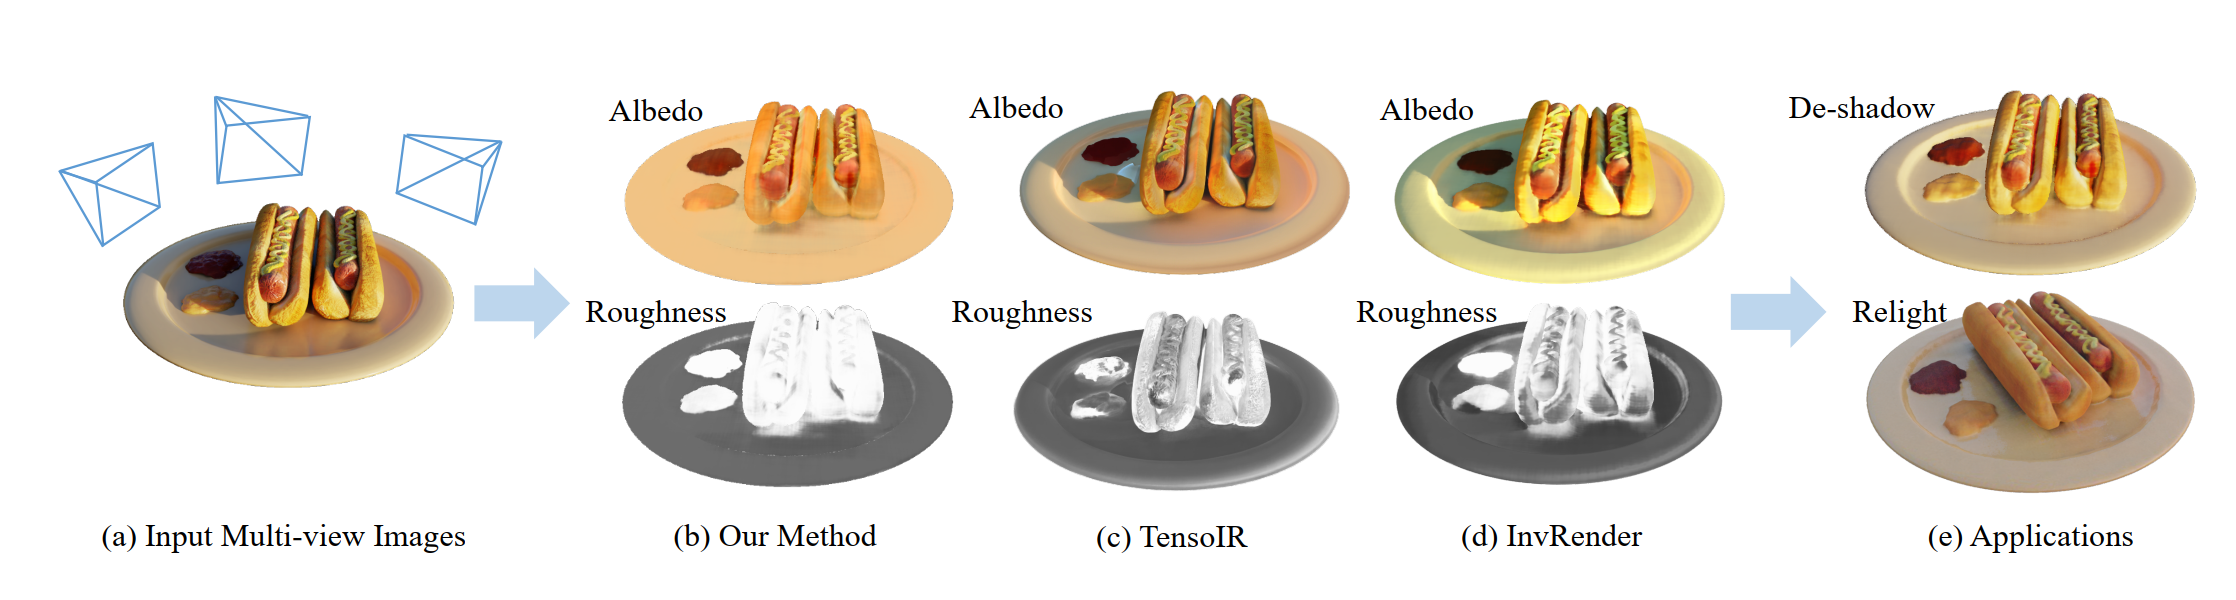 Albedo
Albedo
Albedo
De-shadow
Roughness
Roughness
Roughness
Relight
(a) Input Multi-view Images
(b) Our Method
(c) TensoIR
(d) InvRender
(e) Applications